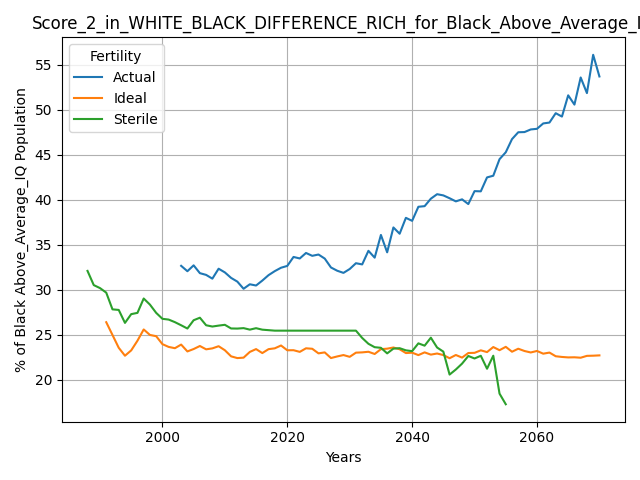 Score_2_in_WHITE_BLACK_DIFFERENCE_RICH_for_Black_Above_Average_I
Fertility
Actual
Ideal
Sterile
% of Black Above_Average_IQ Population
55
50
45
40
35
30
25
20
2000 2020 2040 2060
Years